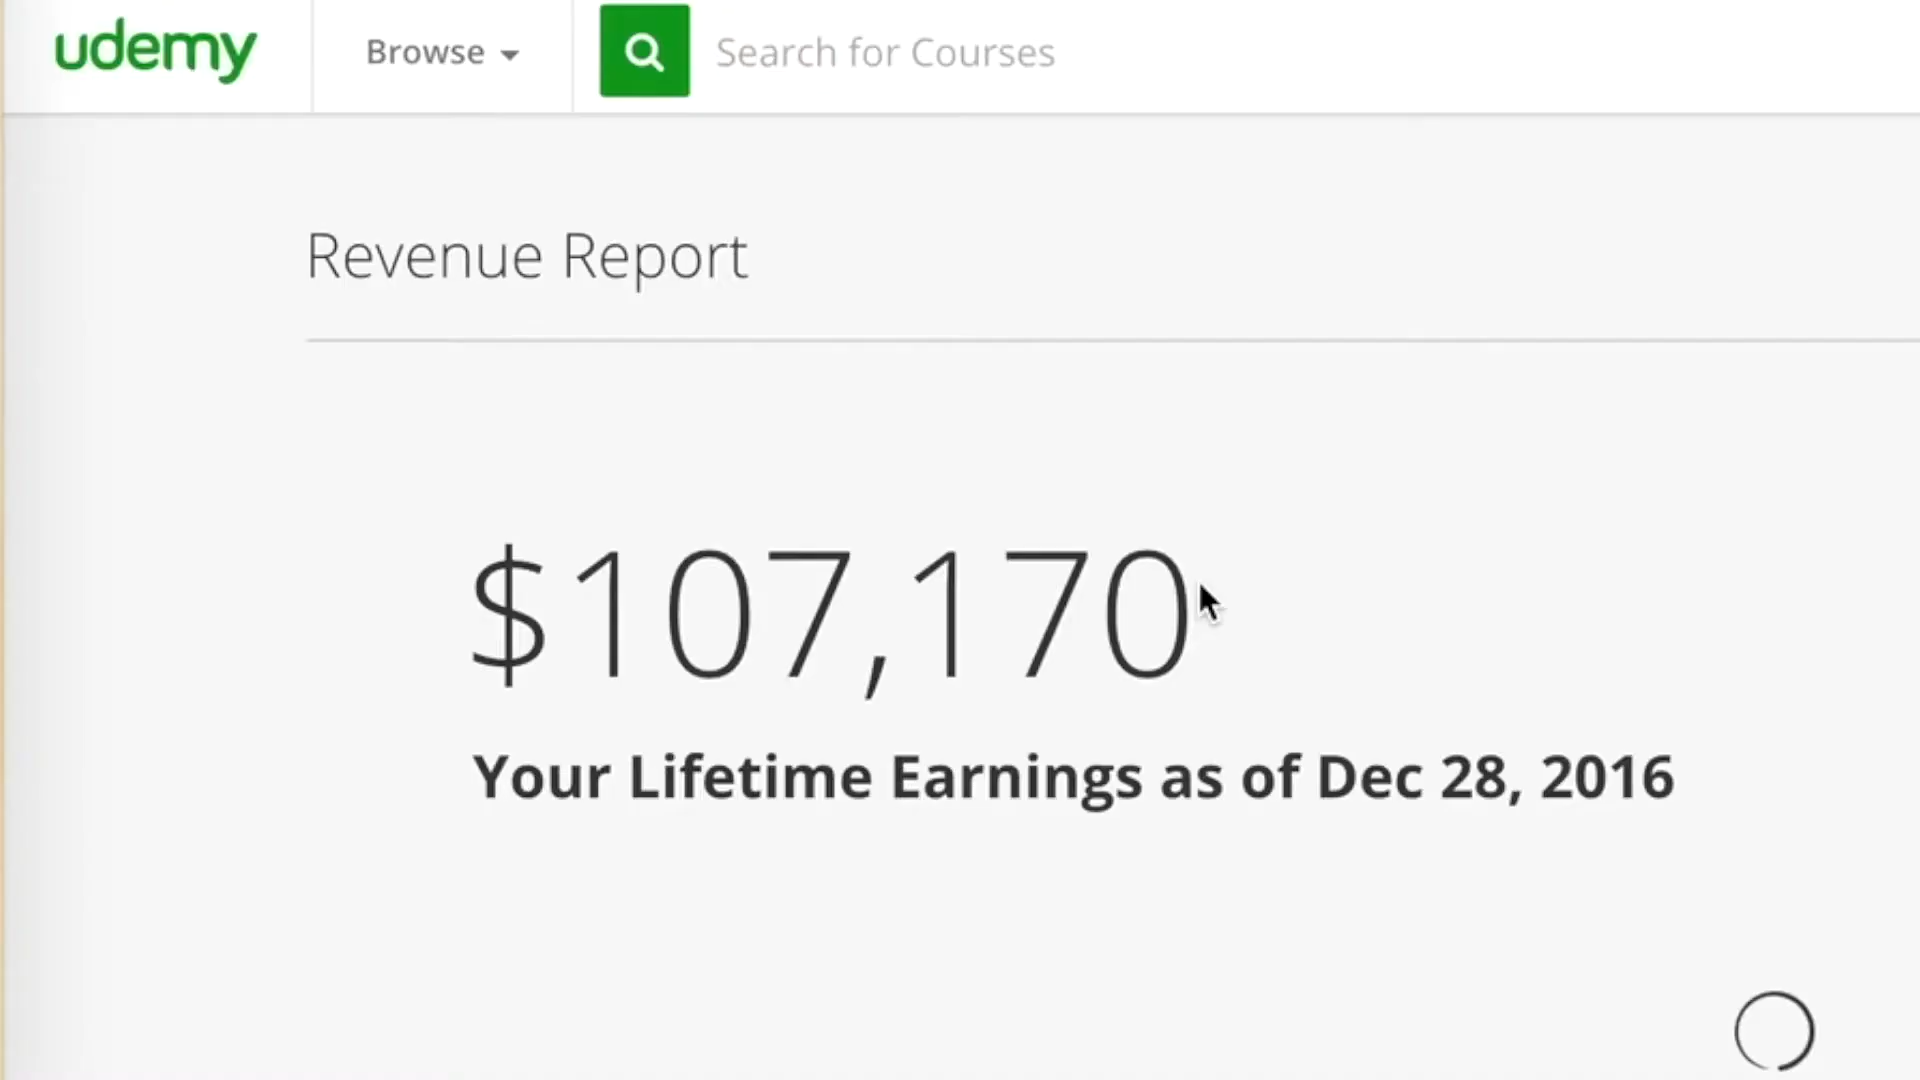 udemy Browse Search for Courses
Revenue Report
$107,170
Your Lifetime Earnings as of Dec 28, 2016